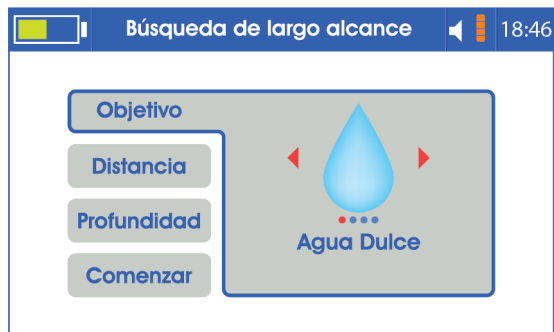 Búsqueda de largo alcance 18:46
Objetivo
Distancia
Profundidad
Comenzar
Agua Dulce